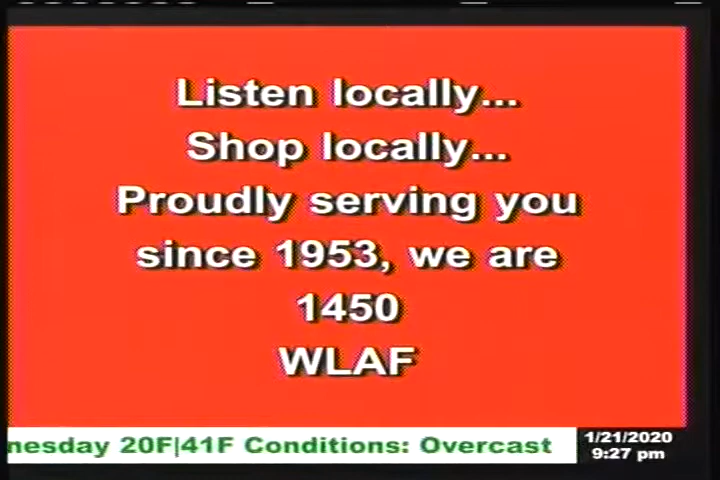 Listen locally...
Shop locally...
Proudly serving you
since 1953, we are
1450
WLAF
nesday 20F|41F Conditions: Overcast
1/21/2020
9:27 pm